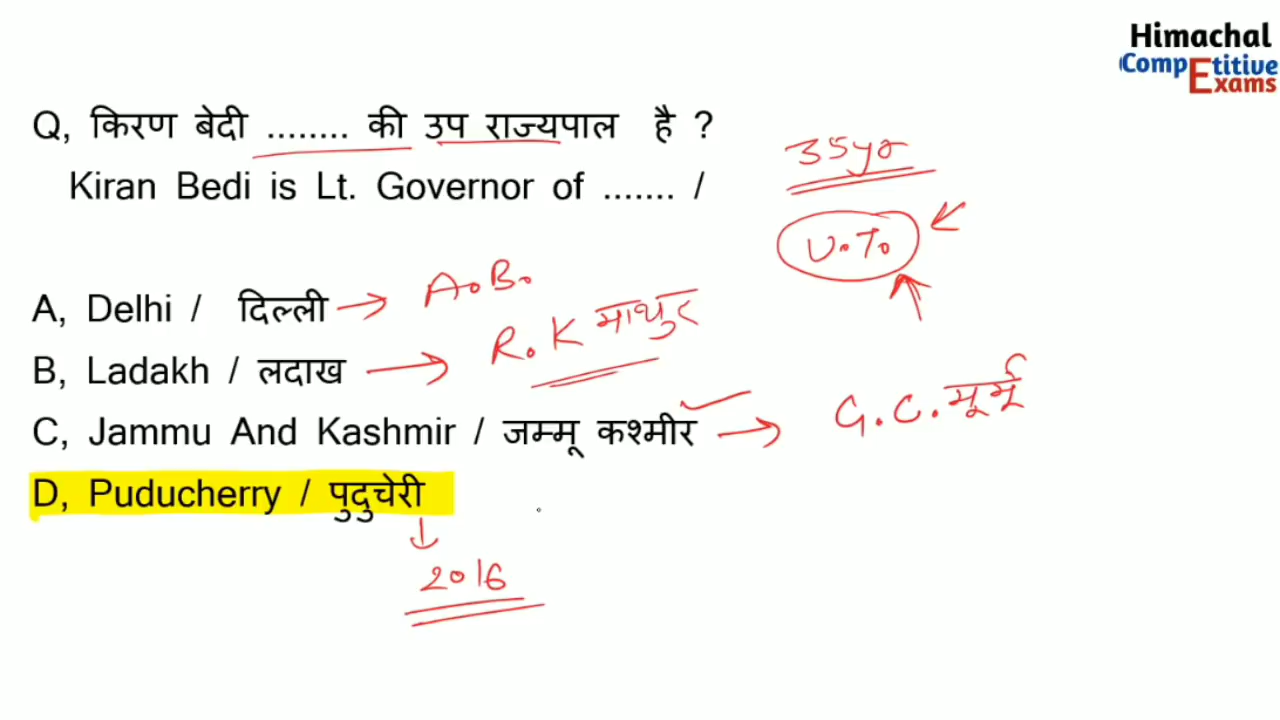 Himachal
CompEtitive
Exams
Q, किरण बेदी ........ की उप राज्यपाल है ?
Kiran Bedi is Lt. Governor of ....... /
35yr
U.T.
A, Delhi / दिल्ली → A.B.
B, Ladakh / लदाख → R.K माथुर
C, Jammu And Kashmir / जम्मू कश्मीर → G.C. मूर्मू
D, Puducherry / पुदुचेरी
2016